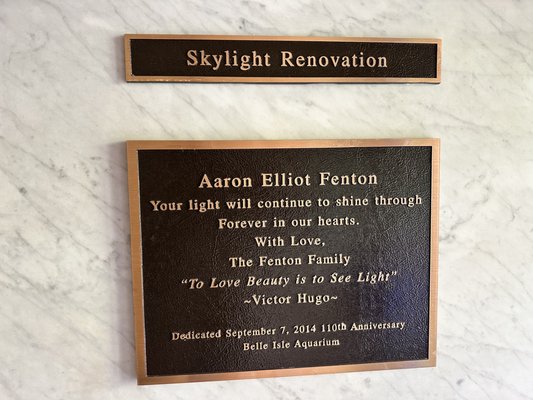 Skylight Renovation
Aaron Elliot Fenton
Your light will continue to shine through
Forever in our hearts.
With Love,
The Fenton Family
“To Love Beauty is to See Light”
~Victor Hugo~
Dedicated September 7, 2014 110th Anniversary
Belle Isle Aquarium